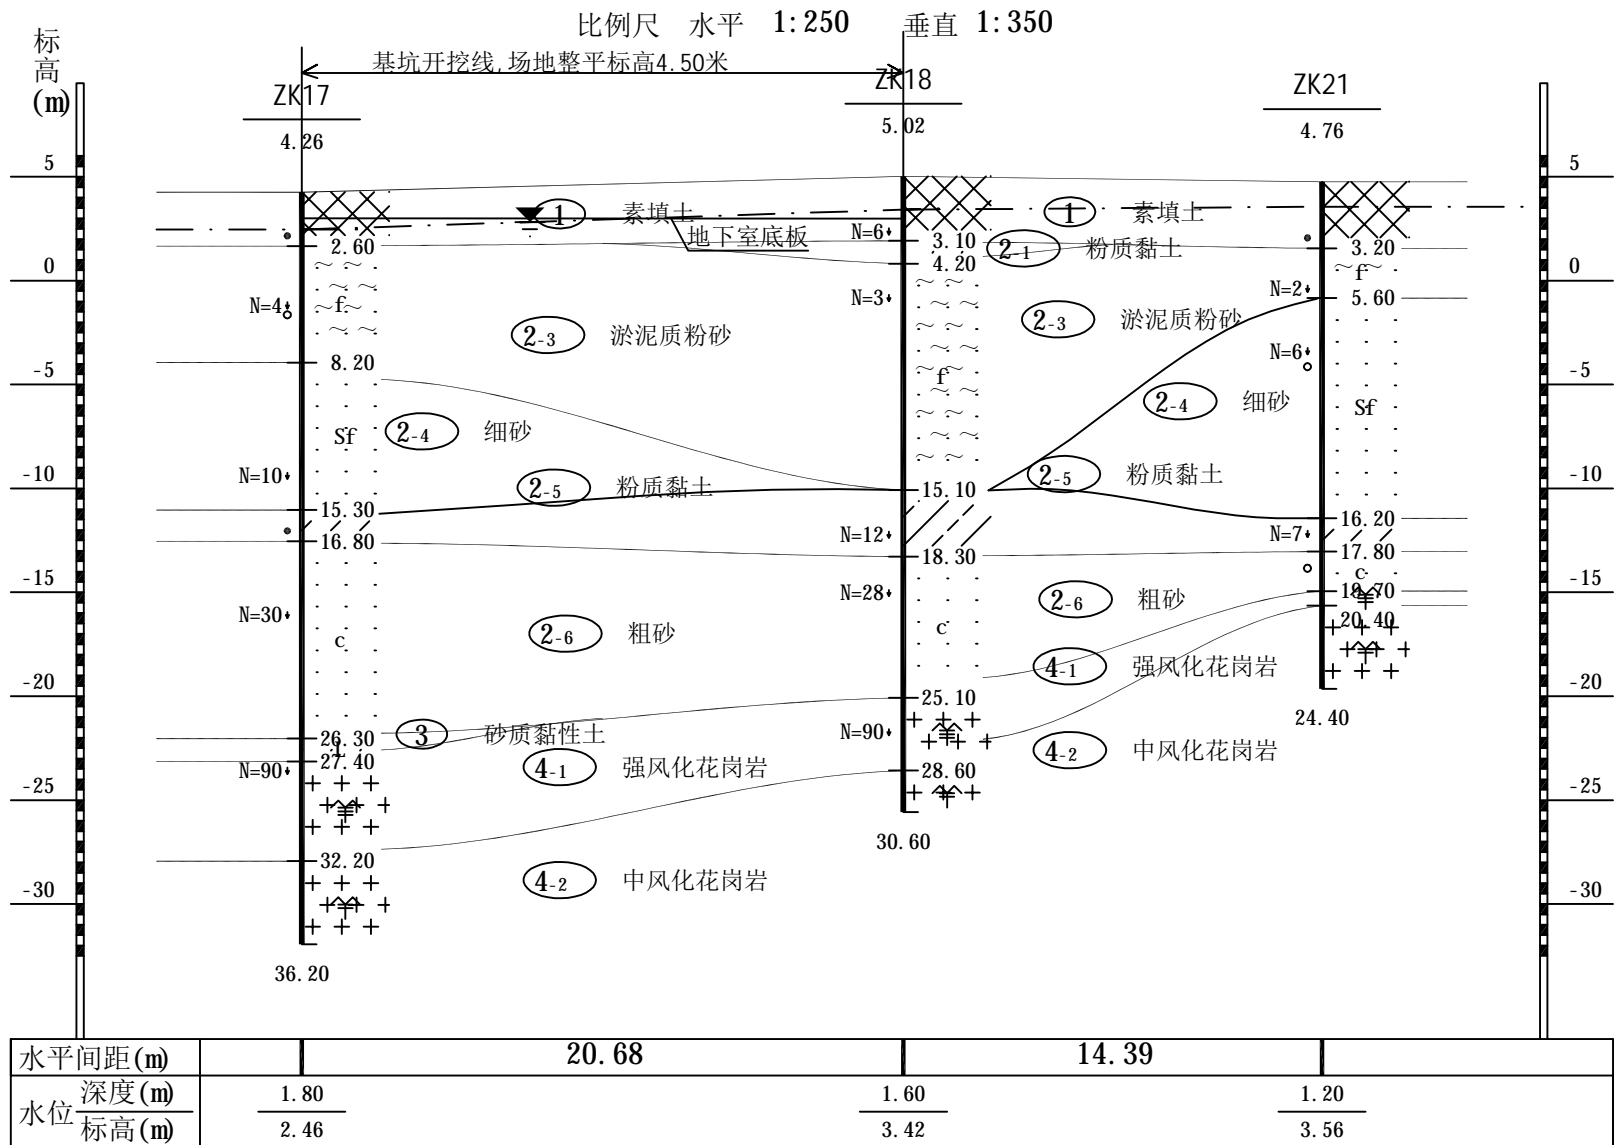 比例尺 水平 1:250 垂直 1:350
标高(m)
基坑开挖线,场地整平标高4.50米
ZK17
4.26
ZK18
5.02
ZK21
4.76
5
0
-5
-10
-15
-20
-25
-30
5
0
-5
-10
-15
-20
-25
-30
2.60
N=4
f
8.20
Sf
N=10
15.30
16.80
N=30
c
26.30
27.40
N=90
32.20
36.20
1 素填土
地下室底板
2-3 淤泥质粉砂
2-4 细砂
2-5 粉质黏土
2-6 粗砂
3 砂质黏性土
4-1 强风化花岗岩
4-2 中风化花岗岩
N=6
3.10
4.20
N=3
f
15.10
N=12
18.30
N=28
c
25.10
N=90
28.60
30.60
1 素填土
2-1 粉质黏土
2-3 淤泥质粉砂
2-4 细砂
2-5 粉质黏土
2-6 粗砂
4-1 强风化花岗岩
4-2 中风化花岗岩
3.20
f
N=2
5.60
N=6
Sf
16.20
N=7
17.80
c
19.70
20.40
24.40
水平间距(m) 20.68 14.39
水位 深度(m) 1.80 1.60 1.20
标高(m) 2.46 3.42 3.56